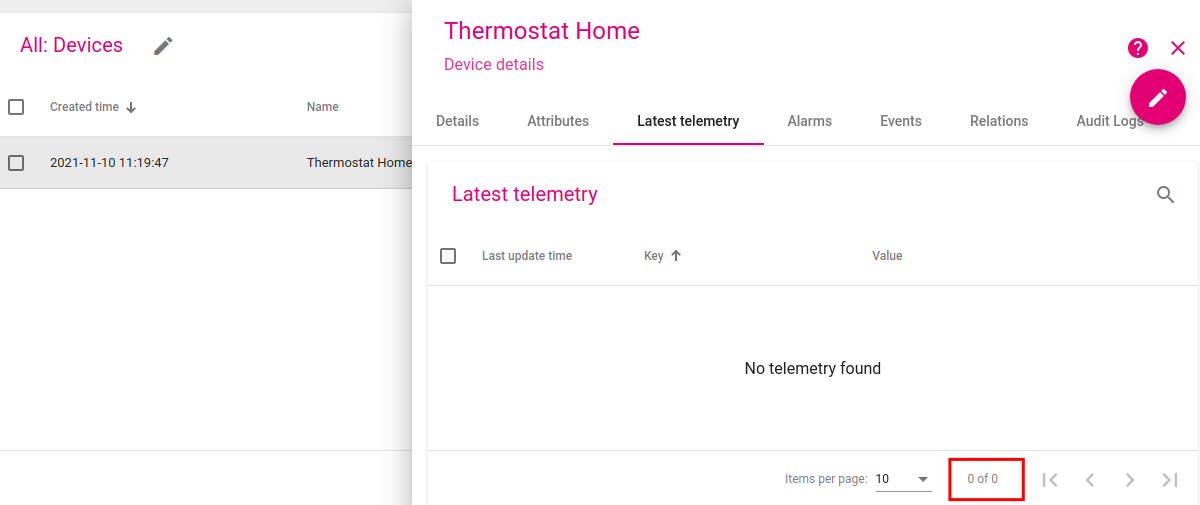 All: Devices
Created time
Name
2021-11-10 11:19:47
Thermostat Home
Thermostat Home
Device details
?
Details
Attributes
Latest telemetry
Alarms
Events
Relations
Audit Logs
Latest telemetry
Last update time
Key
Value
No telemetry found
Items per page:
10
0 of 0